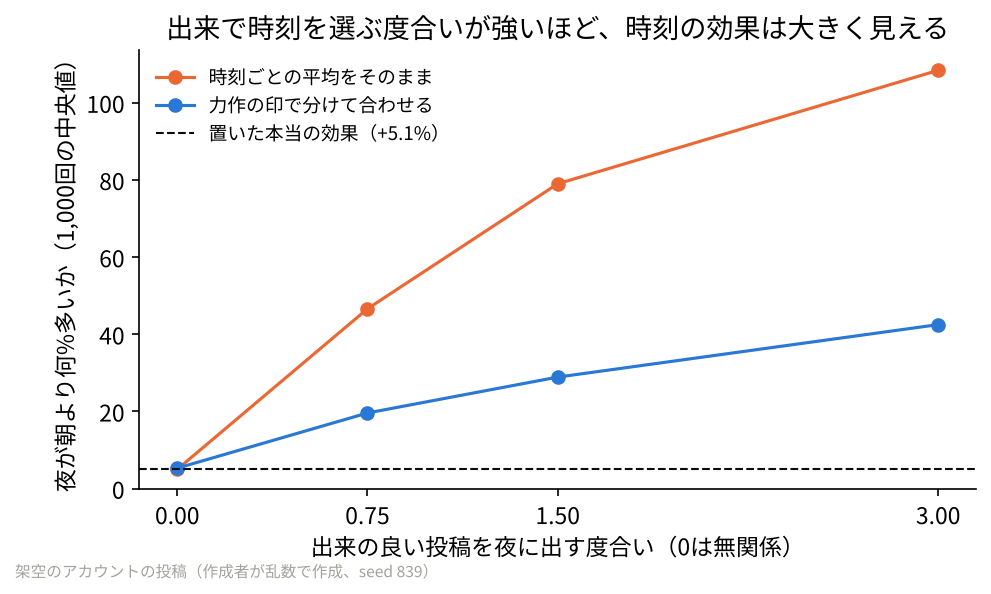 出来で時刻を選ぶ度合いが強いほど、時刻の効果は大きく見える
時刻ごとの平均をそのまま
力作の印で分けて合わせる
置いた本当の効果（+5.1%）
夜が朝より何%多いか（1,000回の中央値）
100
80
60
40
20
0
0.00
0.75
1.50
3.00
出来の良い投稿を夜に出す度合い（0は無関係）
架空のアカウントの投稿（作成者が乱数で作成、seed 839）